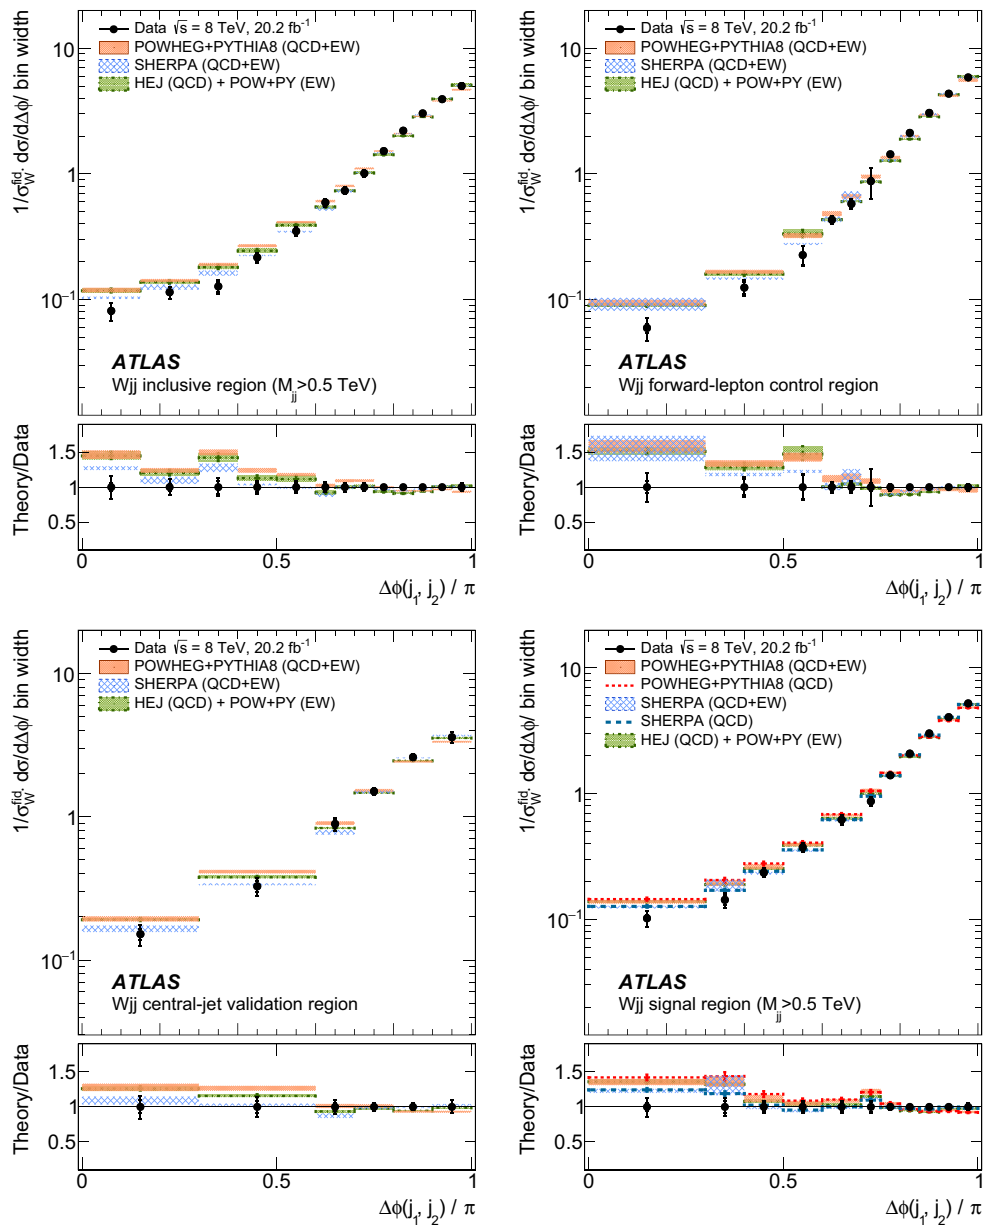 Data √s = 8 TeV, 20.2 fb⁻¹
POWHEG+PYTHIA8 (QCD+EW)
SHERPA (QCD+EW)
HEJ (QCD) + POW+PY (EW)
1/σ_W^fid. dσ/dΔϕ/ bin width
10
1
10⁻¹
ATLAS
Wjj inclusive region (M_jj>0.5 TeV)
Theory/Data
1.5
1
0.5
0 0.5 1
Δϕ(j_1, j_2) / π
Data √s = 8 TeV, 20.2 fb⁻¹
POWHEG+PYTHIA8 (QCD+EW)
SHERPA (QCD+EW)
HEJ (QCD) + POW+PY (EW)
1/σ_W^fid. dσ/dΔϕ/ bin width
10
1
10⁻¹
ATLAS
Wjj forward-lepton control region
Theory/Data
1.5
1
0.5
0 0.5 1
Δϕ(j_1, j_2) / π
Data √s = 8 TeV, 20.2 fb⁻¹
POWHEG+PYTHIA8 (QCD+EW)
SHERPA (QCD+EW)
HEJ (QCD) + POW+PY (EW)
1/σ_W^fid. dσ/dΔϕ/ bin width
10
1
10⁻¹
ATLAS
Wjj central-jet validation region
Theory/Data
1.5
1
0.5
0 0.5 1
Δϕ(j_1, j_2) / π
Data √s = 8 TeV, 20.2 fb⁻¹
POWHEG+PYTHIA8 (QCD+EW)
POWHEG+PYTHIA8 (QCD)
SHERPA (QCD+EW)
SHERPA (QCD)
HEJ (QCD) + POW+PY (EW)
1/σ_W^fid. dσ/dΔϕ/ bin width
10
1
10⁻¹
ATLAS
Wjj signal region (M_jj>0.5 TeV)
Theory/Data
1.5
1
0.5
0 0.5 1
Δϕ(j_1, j_2) / π